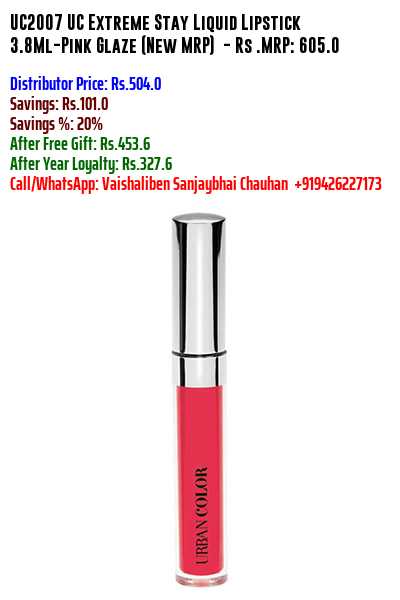 UC2007 UC Extreme Stay Liquid Lipstick
3.8Ml-Pink Glaze (New MRP)  - Rs .MRP: 605.0
Distributor Price: Rs.504.0
Savings: Rs.101.0
Savings %: 20%
After Free Gift: Rs.453.6
After Year Loyalty: Rs.327.6
Call/WhatsApp: Vaishaliben Sanjaybhai Chauhan  +919426227173
URBAN COLOR